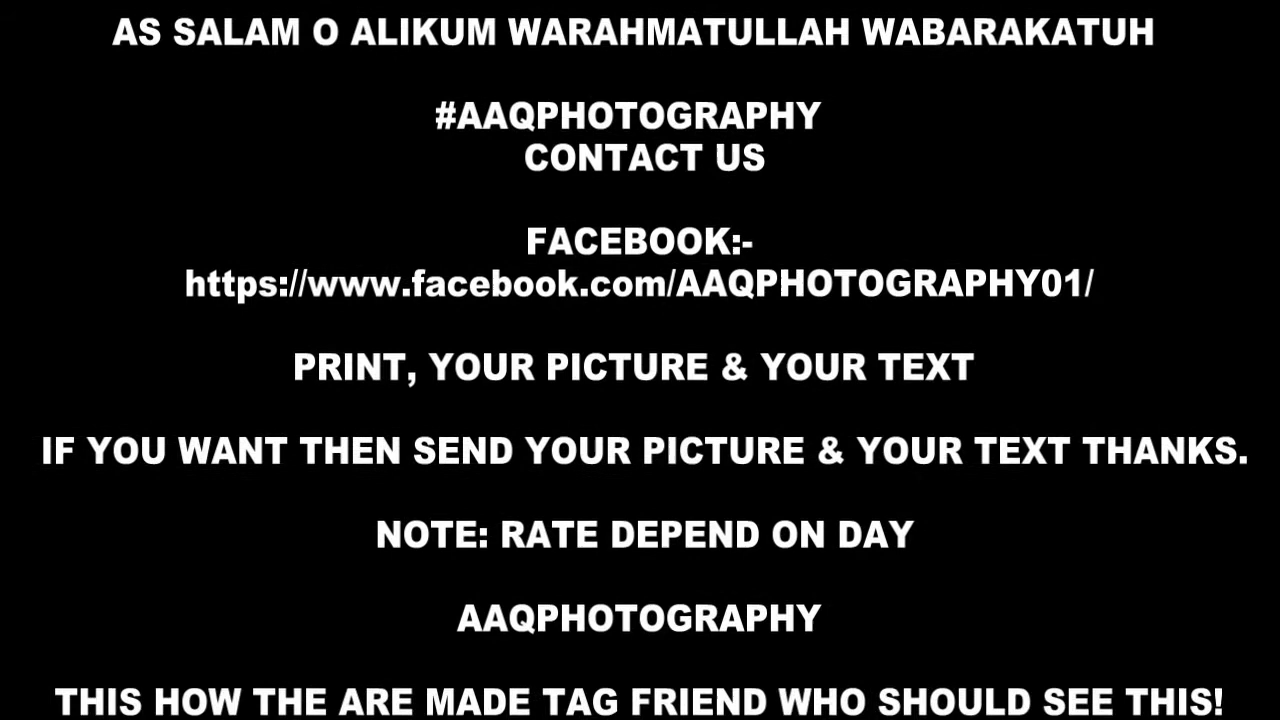 AS SALAM O ALIKUM WARAHMATULLAH WABARAKATUH
#AAQPHOTOGRAPHY
CONTACT US
FACEBOOK:-
https://www.facebook.com/AAQPHOTOGRAPHY01/
PRINT, YOUR PICTURE & YOUR TEXT
IF YOU WANT THEN SEND YOUR PICTURE & YOUR TEXT THANKS.
NOTE: RATE DEPEND ON DAY
AAQPHOTOGRAPHY
THIS HOW THE ARE MADE TAG FRIEND WHO SHOULD SEE THIS!